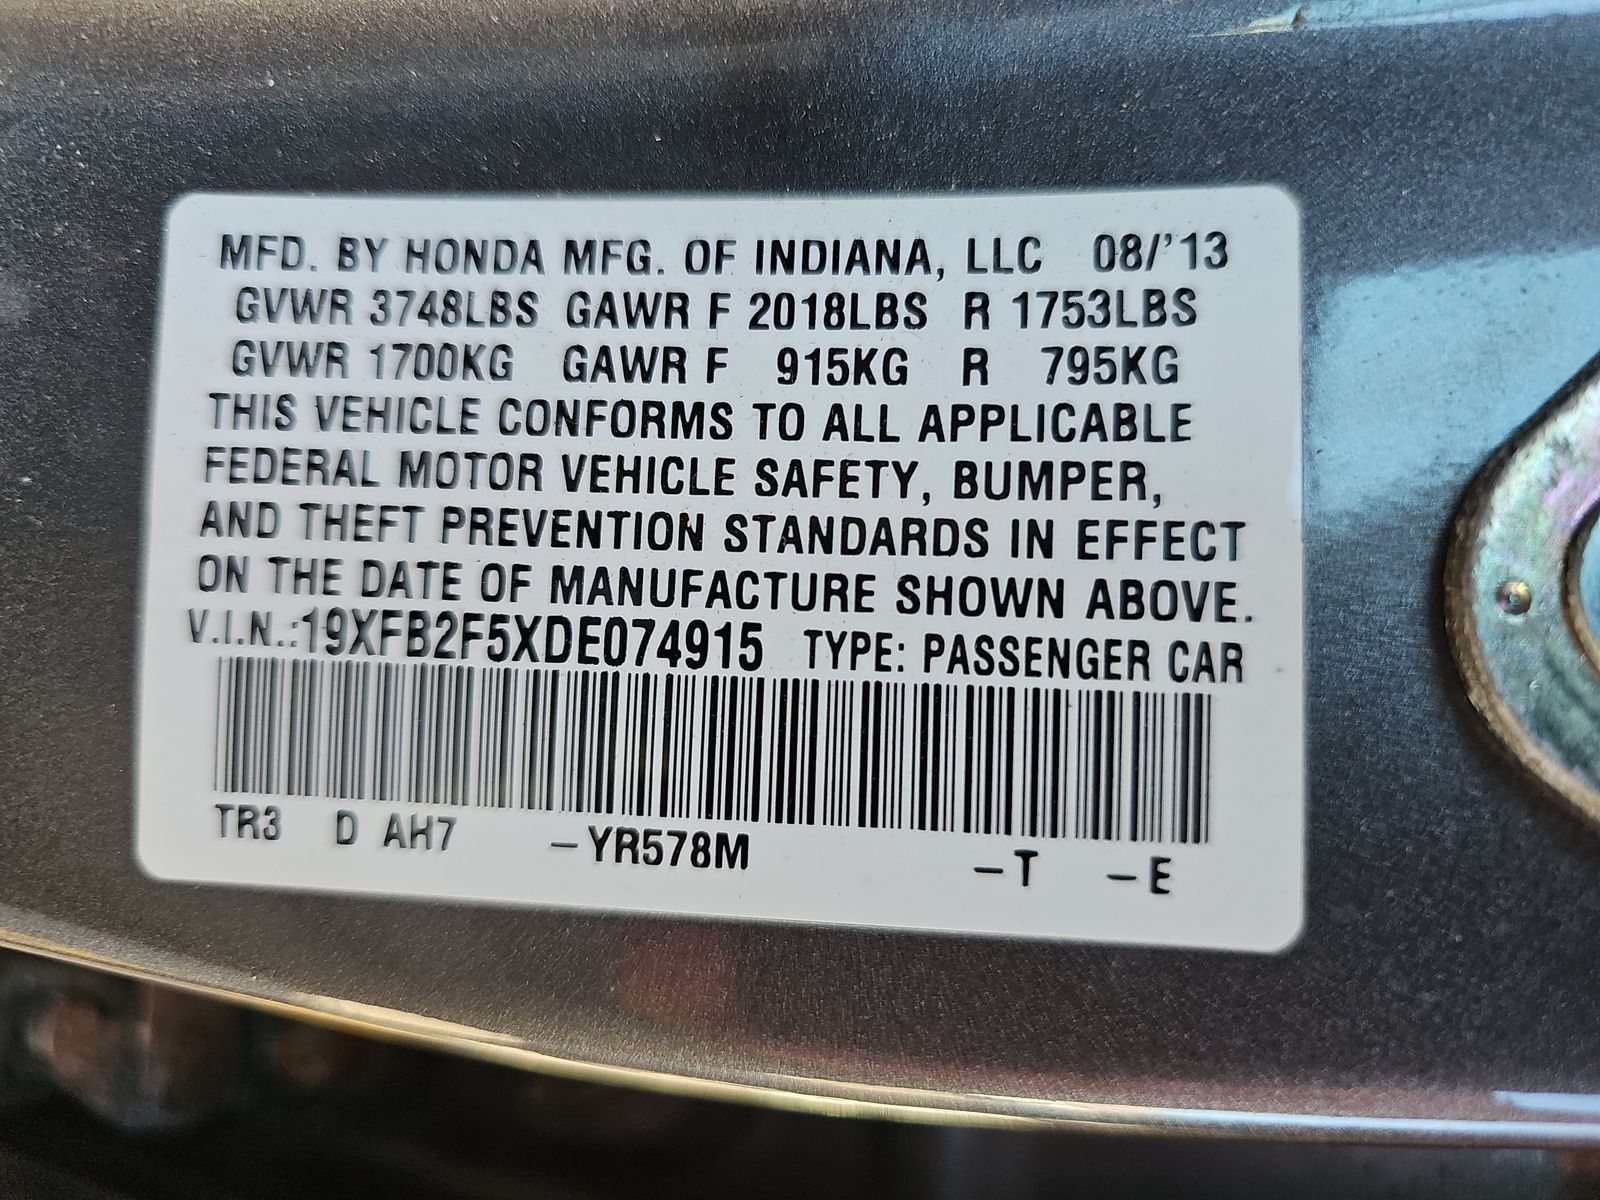 MFD. BY HONDA MFG. OF INDIANA, LLC 08/'13
GVWR 3748LBS GAWR F 2018LBS R 1753LBS
GVWR 1700KG GAWR F 915KG R 795KG
THIS VEHICLE CONFORMS TO ALL APPLICABLE
FEDERAL MOTOR VEHICLE SAFETY, BUMPER,
AND THEFT PREVENTION STANDARDS IN EFFECT
ON THE DATE OF MANUFACTURE SHOWN ABOVE.
V.I.N.:19XFB2F5XDE074915 TYPE: PASSENGER CAR
TR3 D AH7 -YR578M -T -E